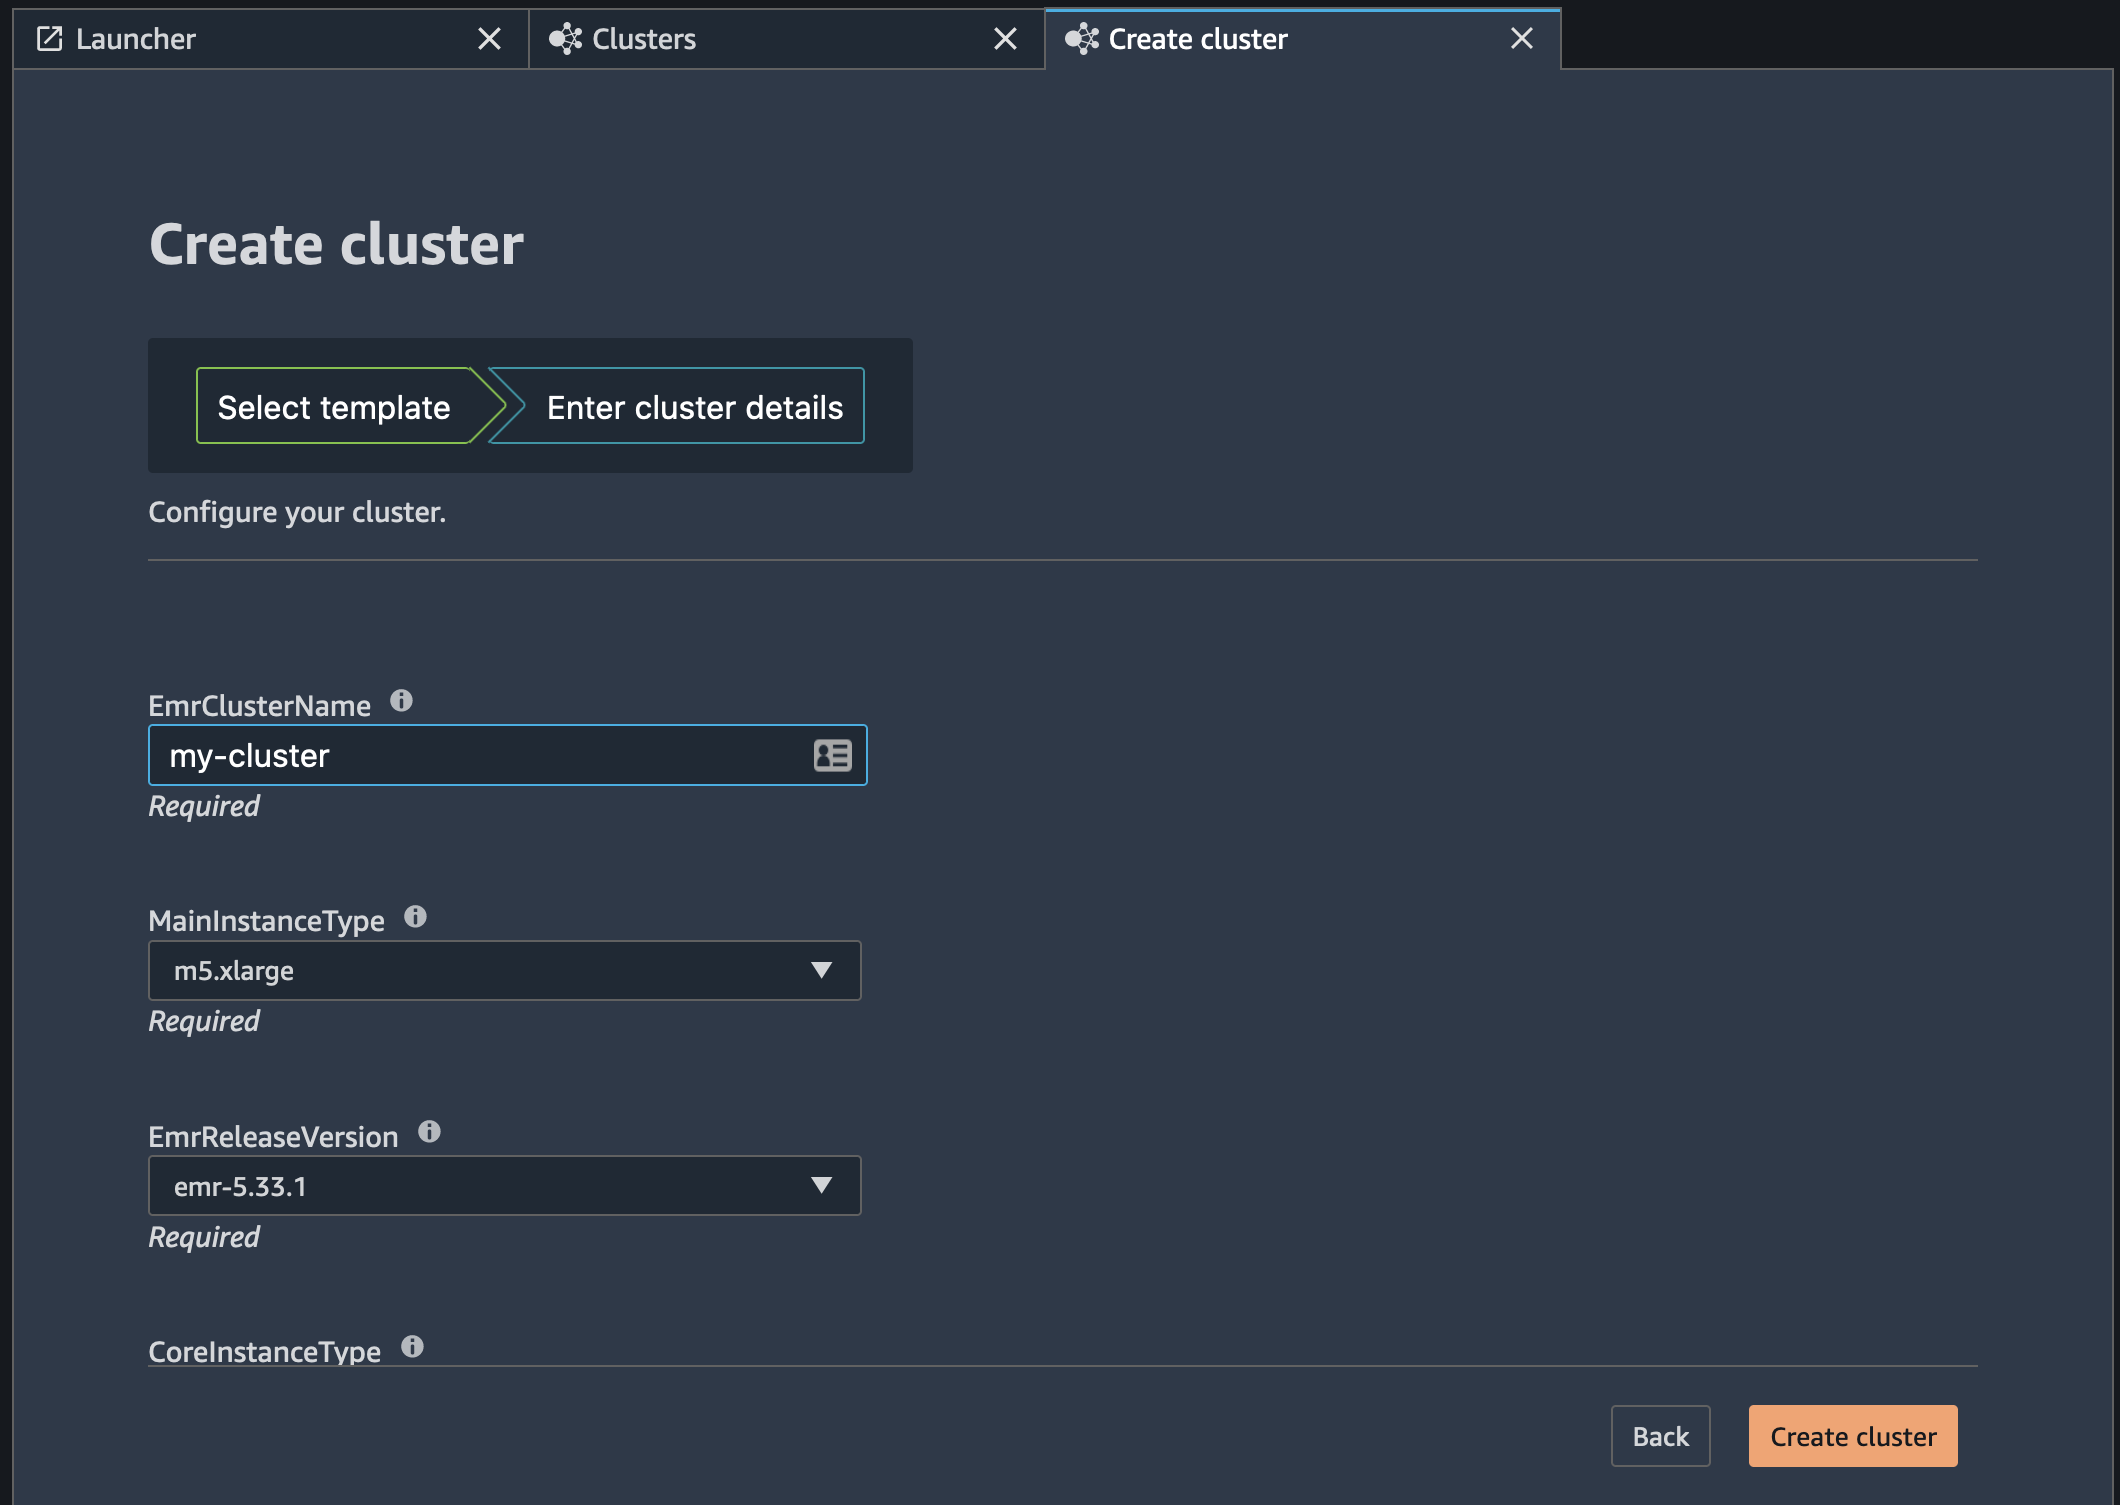 Launcher
Clusters
Create cluster
Create cluster
Select template
Enter cluster details
Configure your cluster.
EmrClusterName
my-cluster
Required
MainInstanceType
m5.xlarge
Required
EmrReleaseVersion
emr-5.33.1
Required
CoreInstanceType
Back
Create cluster